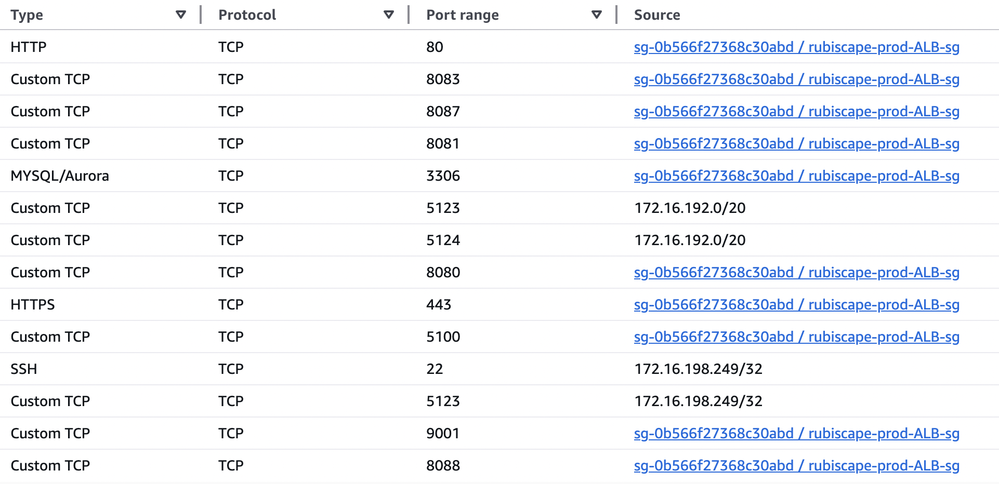 Type Protocol Port range Source
HTTP TCP 80 sg-0b566f27368c30abd / rubiscape-prod-ALB-sg
Custom TCP TCP 8083 sg-0b566f27368c30abd / rubiscape-prod-ALB-sg
Custom TCP TCP 8087 sg-0b566f27368c30abd / rubiscape-prod-ALB-sg
Custom TCP TCP 8081 sg-0b566f27368c30abd / rubiscape-prod-ALB-sg
MYSQL/Aurora TCP 3306 sg-0b566f27368c30abd / rubiscape-prod-ALB-sg
Custom TCP TCP 5123 172.16.192.0/20
Custom TCP TCP 5124 172.16.192.0/20
Custom TCP TCP 8080 sg-0b566f27368c30abd / rubiscape-prod-ALB-sg
HTTPS TCP 443 sg-0b566f27368c30abd / rubiscape-prod-ALB-sg
Custom TCP TCP 5100 sg-0b566f27368c30abd / rubiscape-prod-ALB-sg
SSH TCP 22 172.16.198.249/32
Custom TCP TCP 5123 172.16.198.249/32
Custom TCP TCP 9001 sg-0b566f27368c30abd / rubiscape-prod-ALB-sg
Custom TCP TCP 8088 sg-0b566f27368c30abd / rubiscape-prod-ALB-sg